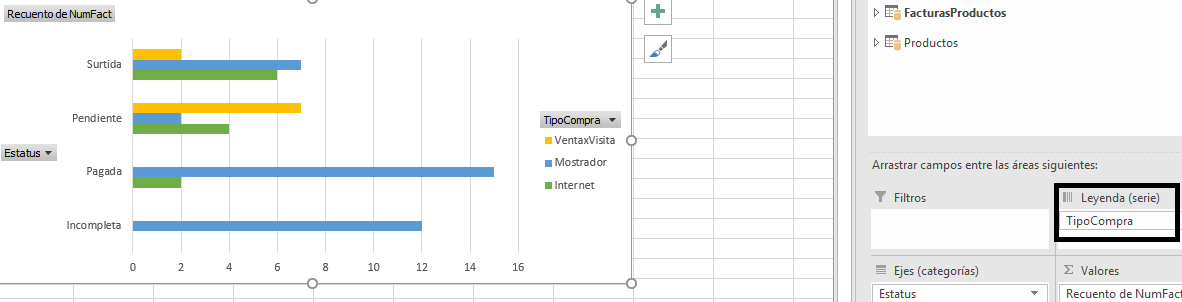 Recuento de NumFact
Surtida
Pendiente
Estatus
Pagada
Incompleta
0 2 4 6 8 10 12 14 16
TipoCompra
VentaxVisita
Mostrador
Internet
FacturasProductos
Productos
Arrastrar campos entre las áreas siguientes:
Filtros
Leyenda (serie)
TipoCompra
Ejes (categorías)
Estatus
Σ Valores
Recuento de NumFact